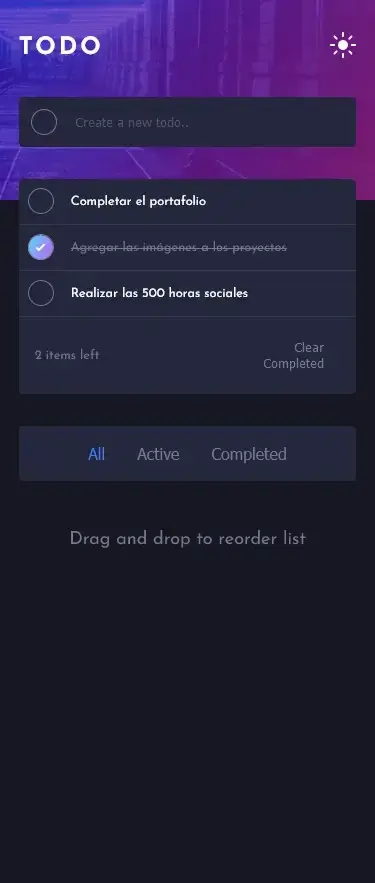 TODO
Create a new todo..
Completar el portafolio
Agregar las imágenes a los proyectos
Realizar las 500 horas sociales
2 items left
Clear
Completed
All Active Completed
Drag and drop to reorder list